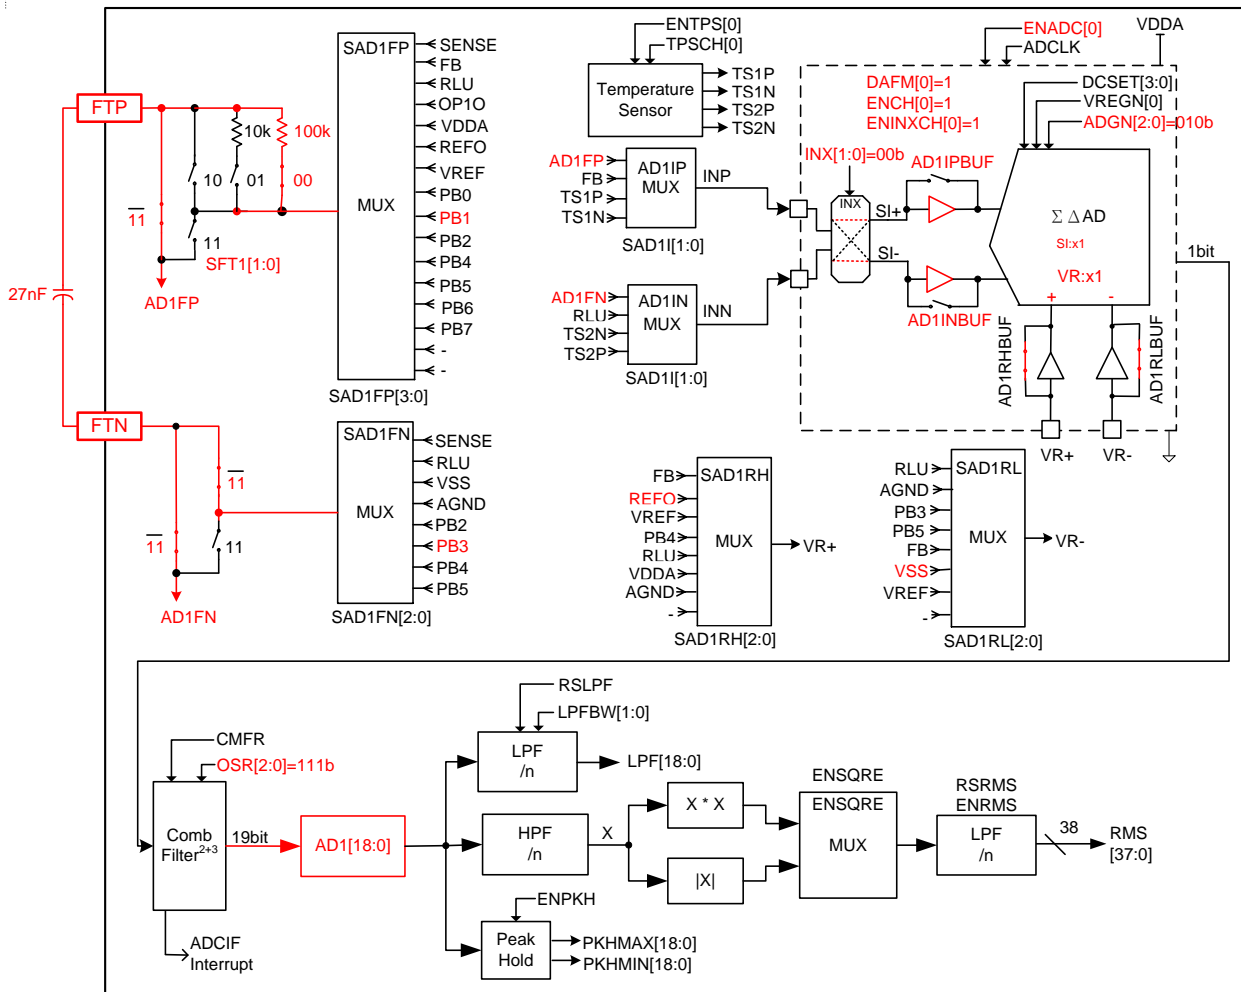 FTP
10k
100k
10
01
00
11
11
SFT1[1:0]
AD1FP
27nF
SAD1FP
MUX
SENSE
FB
RLU
OP1O
VDDA
REFO
VREF
PB0
PB1
PB2
PB4
PB5
PB6
PB7
-
-
SAD1FP[3:0]
FTN
11
11
11
AD1FN
SAD1FN
MUX
SENSE
RLU
VSS
AGND
PB2
PB3
PB4
PB5
SAD1FN[2:0]
ENTPS[0]
TPSCH[0]
Temperature
Sensor
TS1P
TS1N
TS2P
TS2N
AD1FP
FB
TS1P
TS1N
AD1IP
MUX
INP
SAD1I[1:0]
AD1FN
RLU
TS2N
TS2P
AD1IN
MUX
INN
SAD1I[1:0]
ENADC[0]
ADCLK
VDDA
DAFM[0]=1
ENCH[0]=1
ENINXCH[0]=1
DCSET[3:0]
VREGN[0]
ADGN[2:0]=010b
INX[1:0]=00b
INX
SI+
SI-
AD1IPBUF
AD1INBUF
Σ Δ AD
SI:x1
VR:x1
+
-
AD1RHBUF
AD1RLBUF
VR+
VR-
1bit
FB
REFO
VREF
PB4
RLU
VDDA
AGND
-
SAD1RH
MUX
VR+
SAD1RH[2:0]
RLU
AGND
PB3
PB5
FB
VSS
VREF
-
SAD1RL
MUX
VR-
SAD1RL[2:0]
CMFR
OSR[2:0]=111b
Comb
Filter2+3
19bit
ADCIF
Interrupt
AD1[18:0]
RSLPF
LPFBW[1:0]
LPF
/n
LPF[18:0]
HPF
/n
X
X * X
|X|
ENPKH
Peak
Hold
PKHMAX[18:0]
PKHMIN[18:0]
ENSQRE
ENSQRE
MUX
RSRMS
ENRMS
LPF
/n
38
RMS
[37:0]